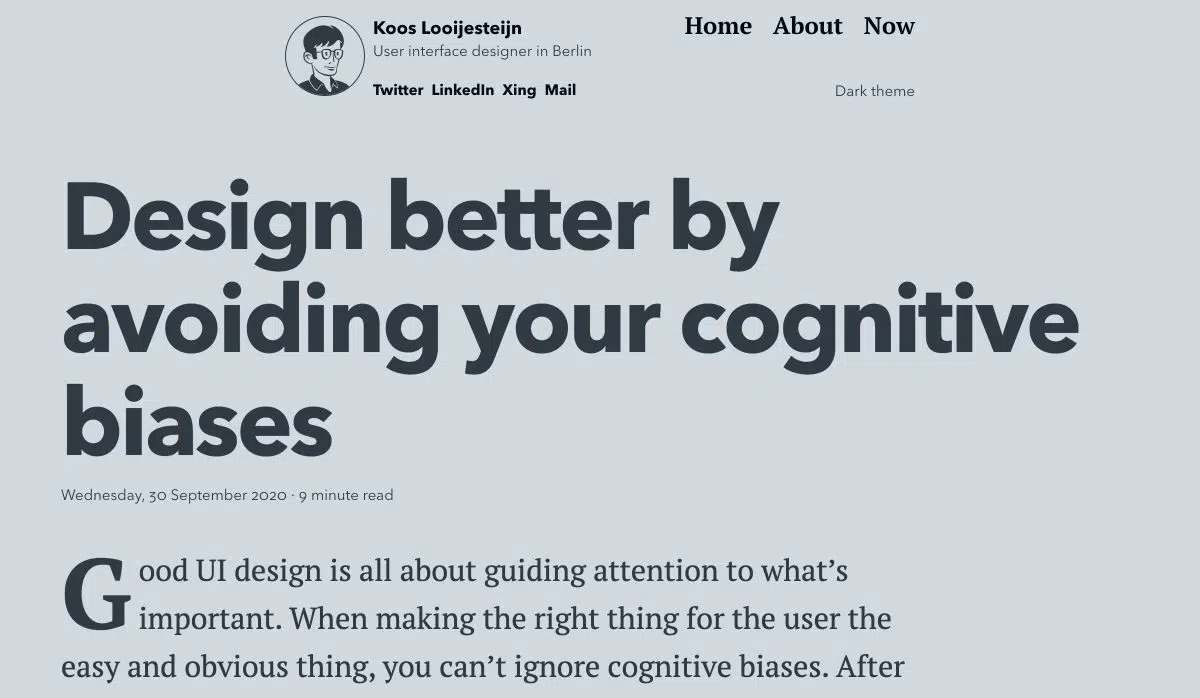 Koos Looijesteijn
User interface designer in Berlin
Twitter LinkedIn Xing Mail
Home About Now
Dark theme
Design better by
avoiding your cognitive
biases
Wednesday, 30 September 2020 · 9 minute read
Good UI design is all about guiding attention to what’s
important. When making the right thing for the user the
easy and obvious thing, you can’t ignore cognitive biases. After